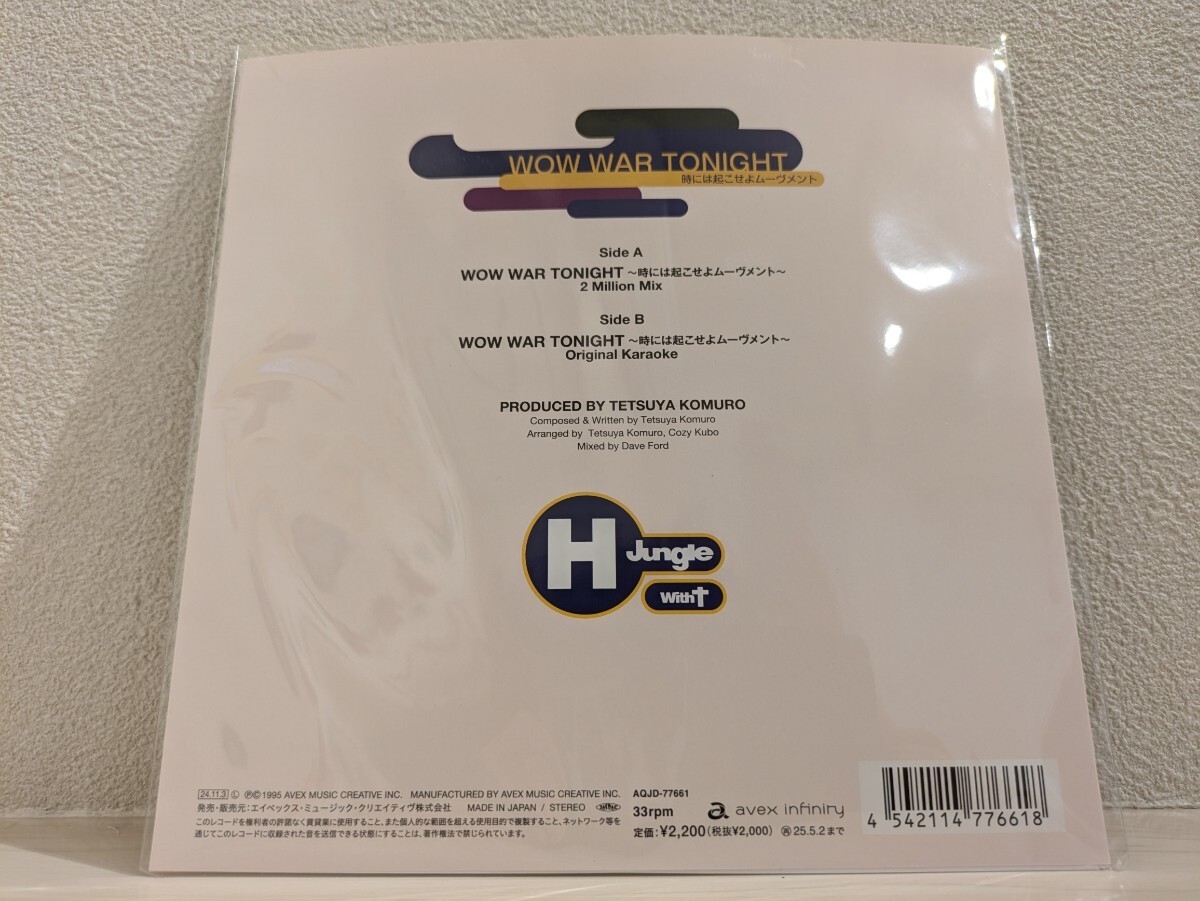 WOW WAR TONIGHT
時には起こせよムーヴメント
Side A
WOW WAR TONIGHT ～時には起こせよムーヴメント～
2 Million Mix
Side B
WOW WAR TONIGHT ～時には起こせよムーヴメント～
Original Karaoke
PRODUCED BY TETSUYA KOMURO
Composed & Written by Tetsuya Komuro
Arranged by Tetsuya Komuro, Cozy Kubo
Mixed by Dave Ford
H Jungle
With t
24.11.3 Ⓛ ℗©1995 AVEX MUSIC CREATIVE INC. MANUFACTURED BY AVEX MUSIC CREATIVE INC.
発売・販売元：エイベックス・ミュージック・クリエイティヴ株式会社 MADE IN JAPAN / STEREO
このレコードを権利者の許諾なく賃貸業に使用すること、また個人的な範囲を超える使用目的で複製すること、ネットワーク等を
通じてこのレコードに収録された音を送信できる状態にすることは、著作権法で禁じられています。
AQJD-77661
33rpm avex infinity
定価：¥2,200（税抜¥2,000） ㋐25.5.2まで
4 542114 776618